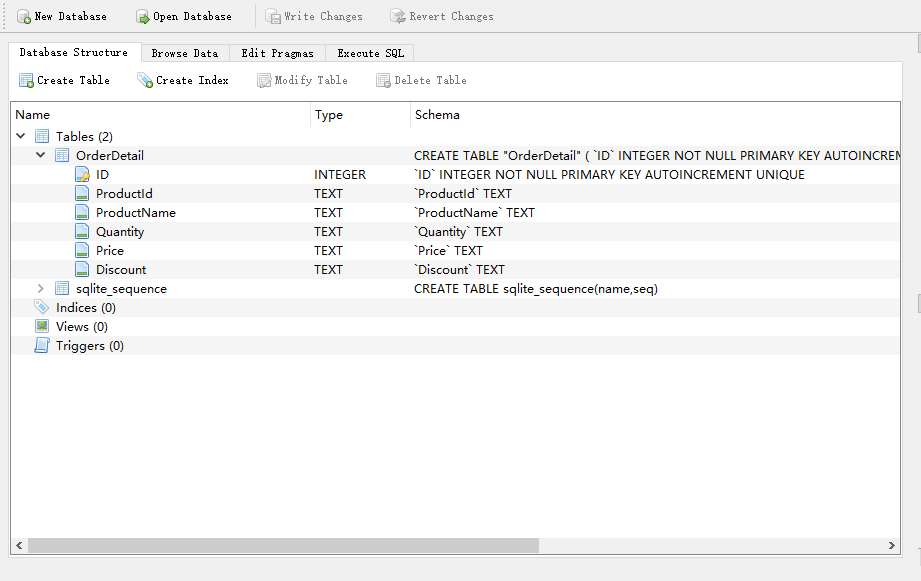 New Database Open Database Write Changes Revert Changes
Database Structure Browse Data Edit Pragmas Execute SQL
Create Table Create Index Modify Table Delete Table
Name Type Schema
Tables (2)
OrderDetail CREATE TABLE "OrderDetail" ( `ID` INTEGER NOT NULL PRIMARY KEY AUTOINCREM
ID INTEGER `ID` INTEGER NOT NULL PRIMARY KEY AUTOINCREMENT UNIQUE
ProductId TEXT `ProductId` TEXT
ProductName TEXT `ProductName` TEXT
Quantity TEXT `Quantity` TEXT
Price TEXT `Price` TEXT
Discount TEXT `Discount` TEXT
sqlite_sequence CREATE TABLE sqlite_sequence(name,seq)
Indices (0)
Views (0)
Triggers (0)